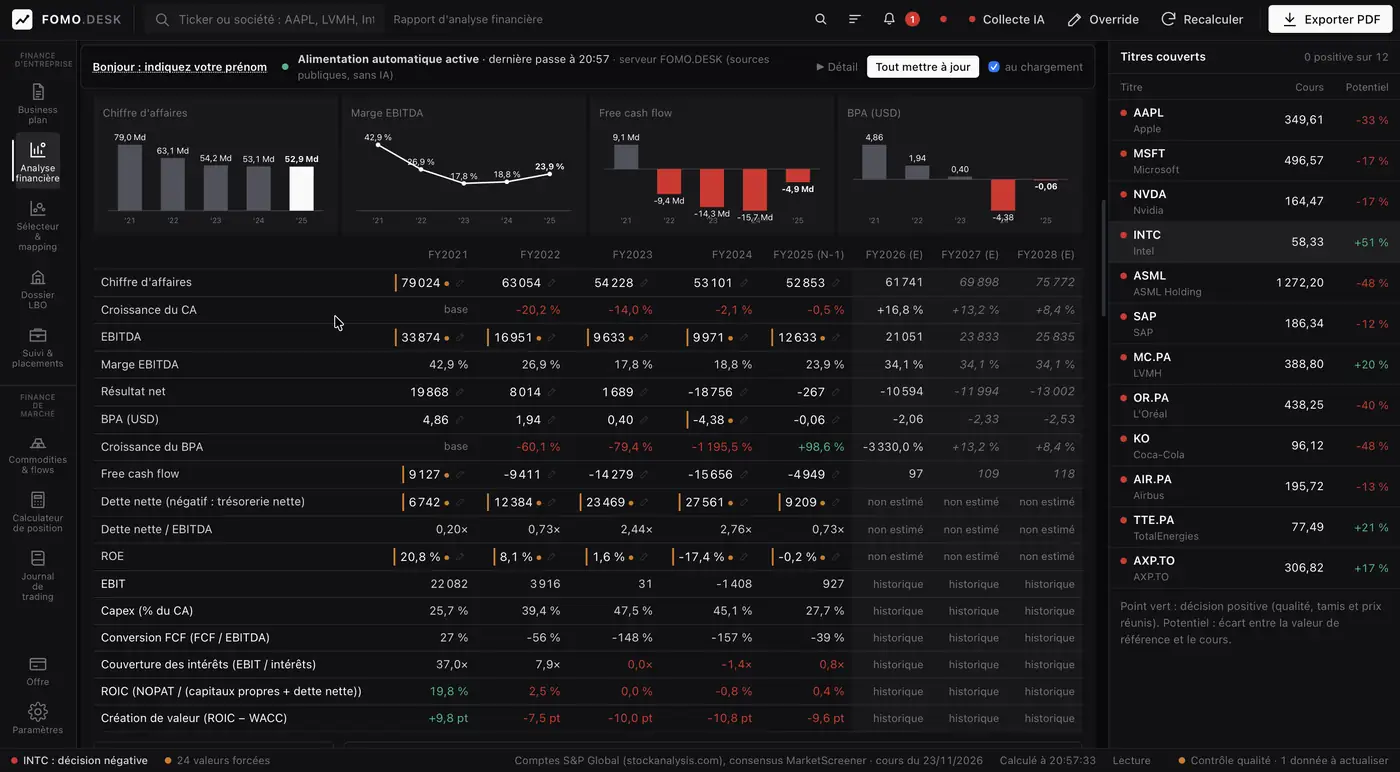 FOMO.DESK
Ticker ou société : AAPL, LVMH, Int
Rapport d'analyse financière
1
Collecte IA
Override
Recalculer
Exporter PDF
FINANCE
D'ENTREPRISE
Business
plan
Analyse
financière
Sélecteur
&
mapping
Dossier
LBO
Suivi &
placements
FINANCE
DE
MARCHÉ
Commodities
& flows
Calculateur
de position
Journal
de
trading
Offre
Paramètres
Bonjour : indiquez votre prénom
Alimentation automatique active · dernière passe à 20:57 · serveur FOMO.DESK (sources
publiques, sans IA)
Détail
Tout mettre à jour
au chargement
Chiffre d'affaires
79,0 Md 63,1 Md 54,2 Md 53,1 Md 52,9 Md
'21 '22 '23 '24 '25
Marge EBITDA
42,9 % 26,9 % 17,8 % 18,8 % 23,9 %
'21 '22 '23 '24 '25
Free cash flow
9,1 Md -9,4 Md -14,3 Md -15,7 Md -4,9 Md
'21 '22 '23 '24 '25
BPA (USD)
4,86 1,94 0,40 -4,38 -0,06
'21 '22 '23 '25
FY2021 FY2022 FY2023 FY2024 FY2025 (N-1) FY2026 (E) FY2027 (E) FY2028 (E)
Chiffre d'affaires 79 024 63 054 54 228 53 101 52 853 61 741 69 898 75 772
Croissance du CA base -20,2 % -14,0 % -2,1 % -0,5 % +16,8 % +13,2 % +8,4 %
EBITDA 33 874 16 951 9 633 9 971 12 633 21 051 23 833 25 835
Marge EBITDA 42,9 % 26,9 % 17,8 % 18,8 % 23,9 % 34,1 % 34,1 % 34,1 %
Résultat net 19 868 8 014 1 689 -18 756 -267 -10 594 -11 994 -13 002
BPA (USD) 4,86 1,94 0,40 -4,38 -0,06 -2,06 -2,33 -2,53
Croissance du BPA base -60,1 % -79,4 % -1 195,5 % +98,6 % -3 330,0 % +13,2 % +8,4 %
Free cash flow 9 127 -9 411 -14 279 -15 656 -4 949 97 109 118
Dette nette (négatif : trésorerie nette) 6 742 12 384 23 469 27 561 9 209 non estimé non estimé non estimé
Dette nette / EBITDA 0,20× 0,73× 2,44× 2,76× 0,73× non estimé non estimé non estimé
ROE 20,8 % 8,1 % 1,6 % -17,4 % -0,2 % non estimé non estimé non estimé
EBIT 22 082 3 916 31 -1 408 927 historique historique historique
Capex (% du CA) 25,7 % 39,4 % 47,5 % 45,1 % 27,7 % historique historique historique
Conversion FCF (FCF / EBITDA) 27 % -56 % -148 % -157 % -39 % historique historique historique
Couverture des intérêts (EBIT / intérêts) 37,0× 7,9× 0,0× -1,4× 0,8× historique historique historique
ROIC (NOPAT / (capitaux propres + dette nette)) 19,8 % 2,5 % 0,0 % -0,8 % 0,4 % historique historique historique
Création de valeur (ROIC − WACC) +9,8 pt -7,5 pt -10,0 pt -10,8 pt -9,6 pt historique historique historique
Titres couverts 0 positive sur 12
Titre Cours Potentiel
AAPL 349,61 -33 %
Apple
MSFT 496,57 -17 %
Microsoft
NVDA 164,47 -17 %
Nvidia
INTC 58,33 +51 %
Intel
ASML 1 272,20 -48 %
ASML Holding
SAP 186,34 -12 %
SAP
MC.PA 388,80 +20 %
LVMH
OR.PA 438,25 -40 %
L'Oréal
KO 96,12 -48 %
Coca-Cola
AIR.PA 195,72 -13 %
Airbus
TTE.PA 77,49 +21 %
TotalEnergies
AXP.TO 306,82 +17 %
AXP.TO
Point vert : décision positive (qualité, tamis et prix
réunis). Potentiel : écart entre la valeur de
référence et le cours.
INTC : décision négative
24 valeurs forcées
Comptes S&P Global (stockanalysis.com), consensus MarketScreener · cours du 23/11/2026
Calculé à 20:57:33
Lecture
Contrôle qualité · 1 donnée à actualiser